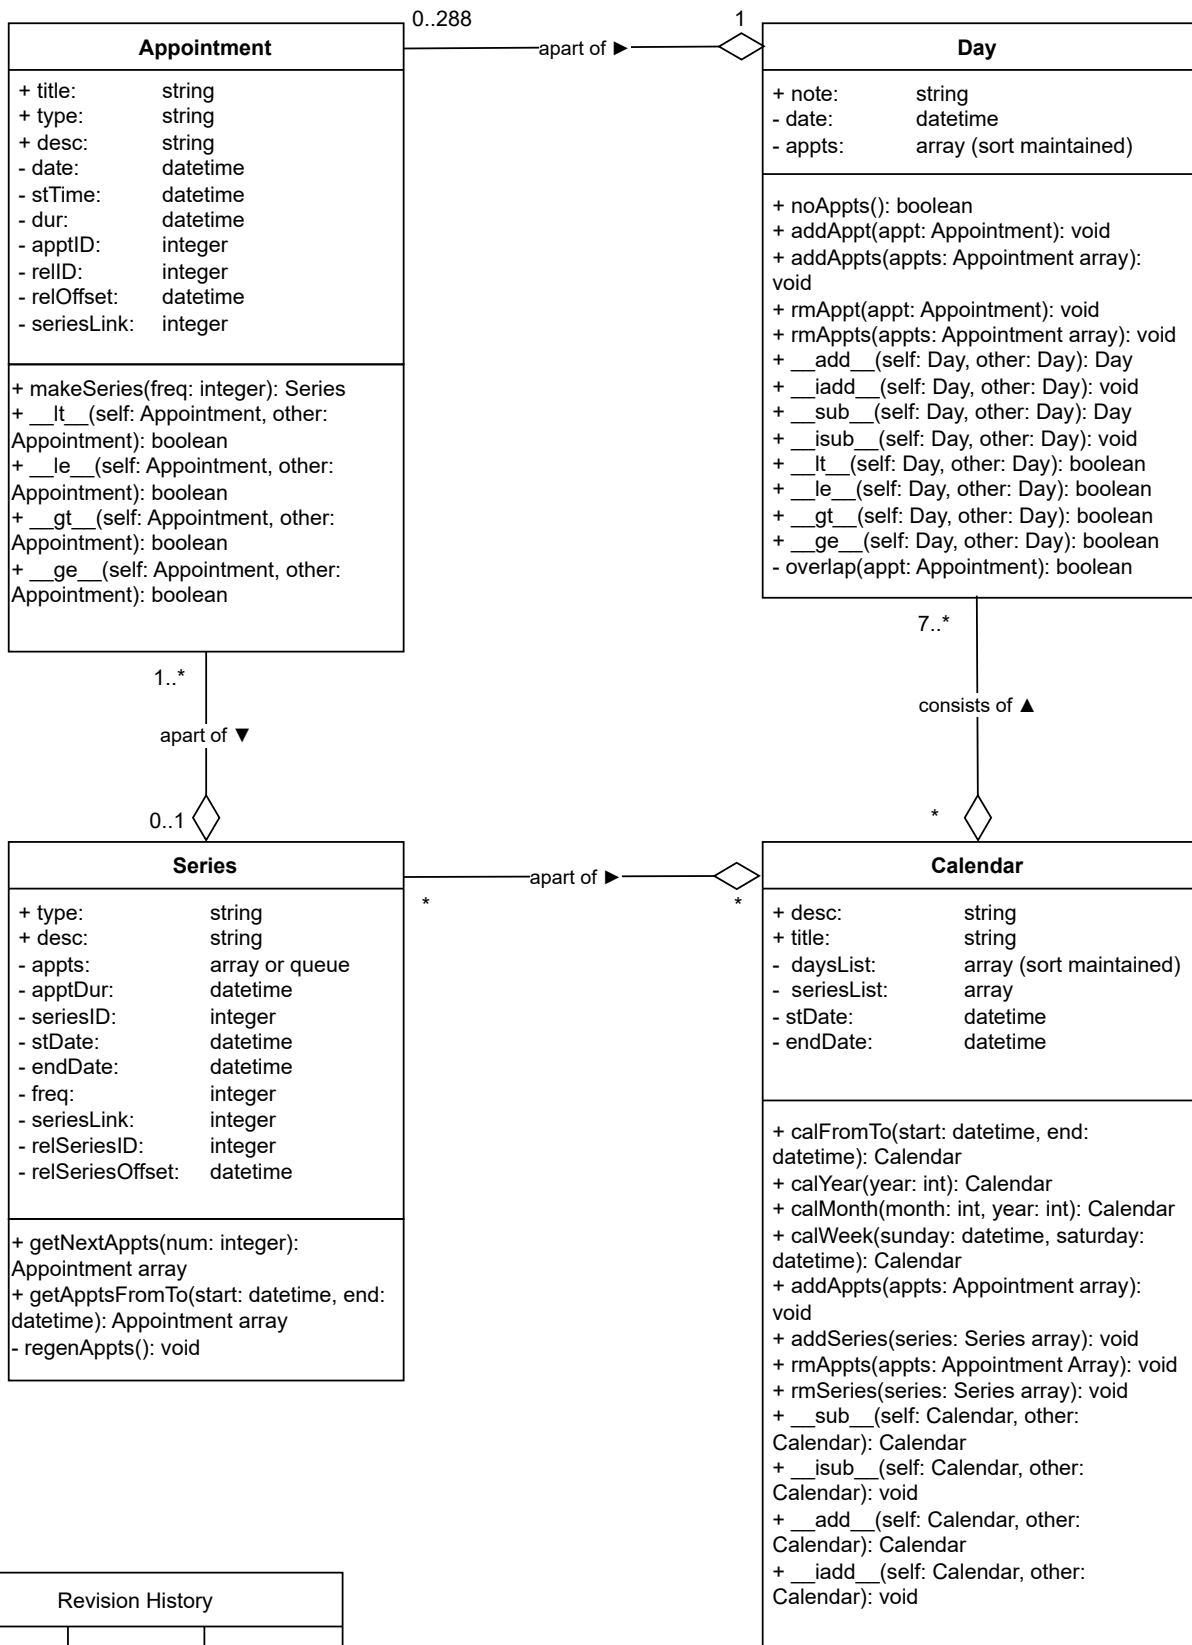 0..288
1
Appointment
apart of ►
Day
+ title: string
+ type: string
+ desc: string
- date: datetime
- stTime: datetime
- dur: datetime
- apptID: integer
- relID: integer
- relOffset: datetime
- seriesLink: integer
+ makeSeries(freq: integer): Series
+ __lt__(self: Appointment, other:
Appointment): boolean
+ __le__(self: Appointment, other:
Appointment): boolean
+ __gt__(self: Appointment, other:
Appointment): boolean
+ __ge__(self: Appointment, other:
Appointment): boolean
+ note: string
- date: datetime
- appts: array (sort maintained)
+ noAppts(): boolean
+ addAppt(appt: Appointment): void
+ addAppts(appts: Appointment array):
void
+ rmAppt(appt: Appointment): void
+ rmAppts(appts: Appointment array): void
+ __add__(self: Day, other: Day): Day
+ __iadd__(self: Day, other: Day): void
+ __sub__(self: Day, other: Day): Day
+ __isub__(self: Day, other: Day): void
+ __lt__(self: Day, other: Day): boolean
+ __le__(self: Day, other: Day): boolean
+ __gt__(self: Day, other: Day): boolean
+ __ge__(self: Day, other: Day): boolean
- overlap(appt: Appointment): boolean
1..*
apart of ▼
0..1
7..*
consists of ▲
*
Series
apart of ►
*
*
Calendar
+ type: string
+ desc: string
- appts: array or queue
- apptDur: datetime
- seriesID: integer
- stDate: datetime
- endDate: datetime
- freq: integer
- seriesLink: integer
- relSeriesID: integer
- relSeriesOffset: datetime
+ getNextAppts(num: integer):
Appointment array
+ getApptsFromTo(start: datetime, end:
datetime): Appointment array
- regenAppts(): void
+ desc: string
+ title: string
- daysList: array (sort maintained)
- seriesList: array
- stDate: datetime
- endDate: datetime
+ calFromTo(start: datetime, end:
datetime): Calendar
+ calYear(year: int): Calendar
+ calMonth(month: int, year: int): Calendar
+ calWeek(sunday: datetime, saturday:
datetime): Calendar
+ addAppts(appts: Appointment array):
void
+ addSeries(series: Series array): void
+ rmAppts(appts: Appointment Array): void
+ rmSeries(series: Series array): void
+ __sub__(self: Calendar, other:
Calendar): Calendar
+ __isub__(self: Calendar, other:
Calendar): void
+ __add__(self: Calendar, other:
Calendar): Calendar
+ __iadd__(self: Calendar, other:
Calendar): void
Revision History